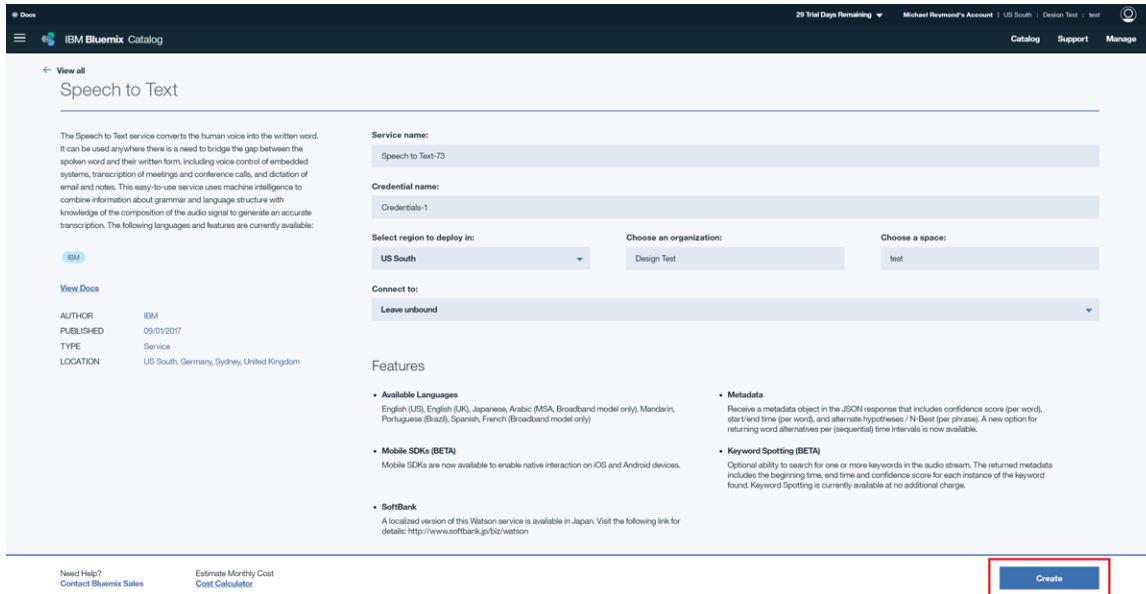 Docs
29 Trial Days Remaining
Michael Reymond's Account | US South : Design Test : test
IBM Bluemix Catalog
Catalog Support Manage
← View all
Speech to Text
The Speech to Text service converts the human voice into the written word.
It can be used anywhere there is a need to bridge the gap between the
spoken word and their written form, including voice control of embedded
systems, transcription of meetings and conference calls, and dictation of
email and notes. This easy-to-use service uses machine intelligence to
combine information about grammar and language structure with
knowledge of the composition of the audio signal to generate an accurate
transcription. The following languages and features are currently available:
IBM
View Docs
AUTHOR IBM
PUBLISHED 09/01/2017
TYPE Service
LOCATION US South, Germany, Sydney, United Kingdom
Service name:
Speech to Text-73
Credential name:
Credentials-1
Select region to deploy in: Choose an organization: Choose a space:
US South Design Test test
Connect to:
Leave unbound
Features
• Available Languages
English (US), English (UK), Japanese, Arabic (MSA, Broadband model only), Mandarin,
Portuguese (Brazil), Spanish, French (Broadband model only)
• Metadata
Receive a metadata object in the JSON response that includes confidence score (per word),
start/end time (per word), and alternate hypotheses / N-Best (per phrase). A new option for
returning word alternatives per (sequential) time intervals is now available.
• Mobile SDKs (BETA)
Mobile SDKs are now available to enable native interaction on iOS and Android devices.
• Keyword Spotting (BETA)
Optional ability to search for one or more keywords in the audio stream. The returned metadata
includes the beginning time, end time and confidence score for each instance of the keyword
found. Keyword Spotting is currently available at no additional charge.
• SoftBank
A localized version of this Watson service is available in Japan. Visit the following link for
details: http://www.softbank.jp/biz/watson
Need Help?
Contact Bluemix Sales
Estimate Monthly Cost
Cost Calculator
Create